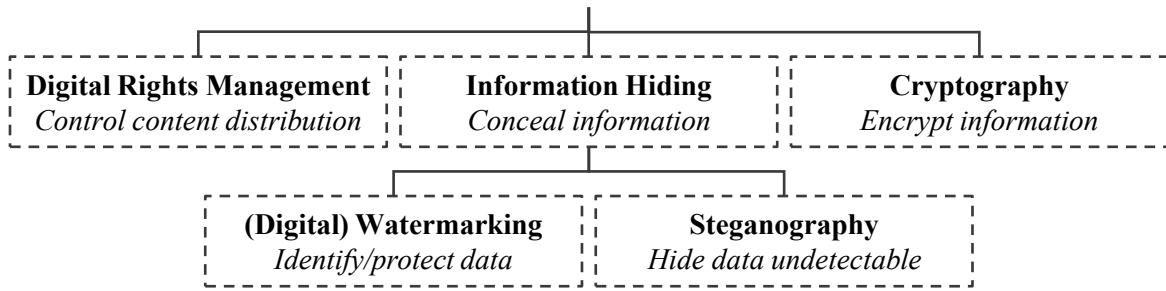 Digital Rights Management
Control content distribution
Information Hiding
Conceal information
Cryptography
Encrypt information
(Digital) Watermarking
Identify/protect data
Steganography
Hide data undetectable